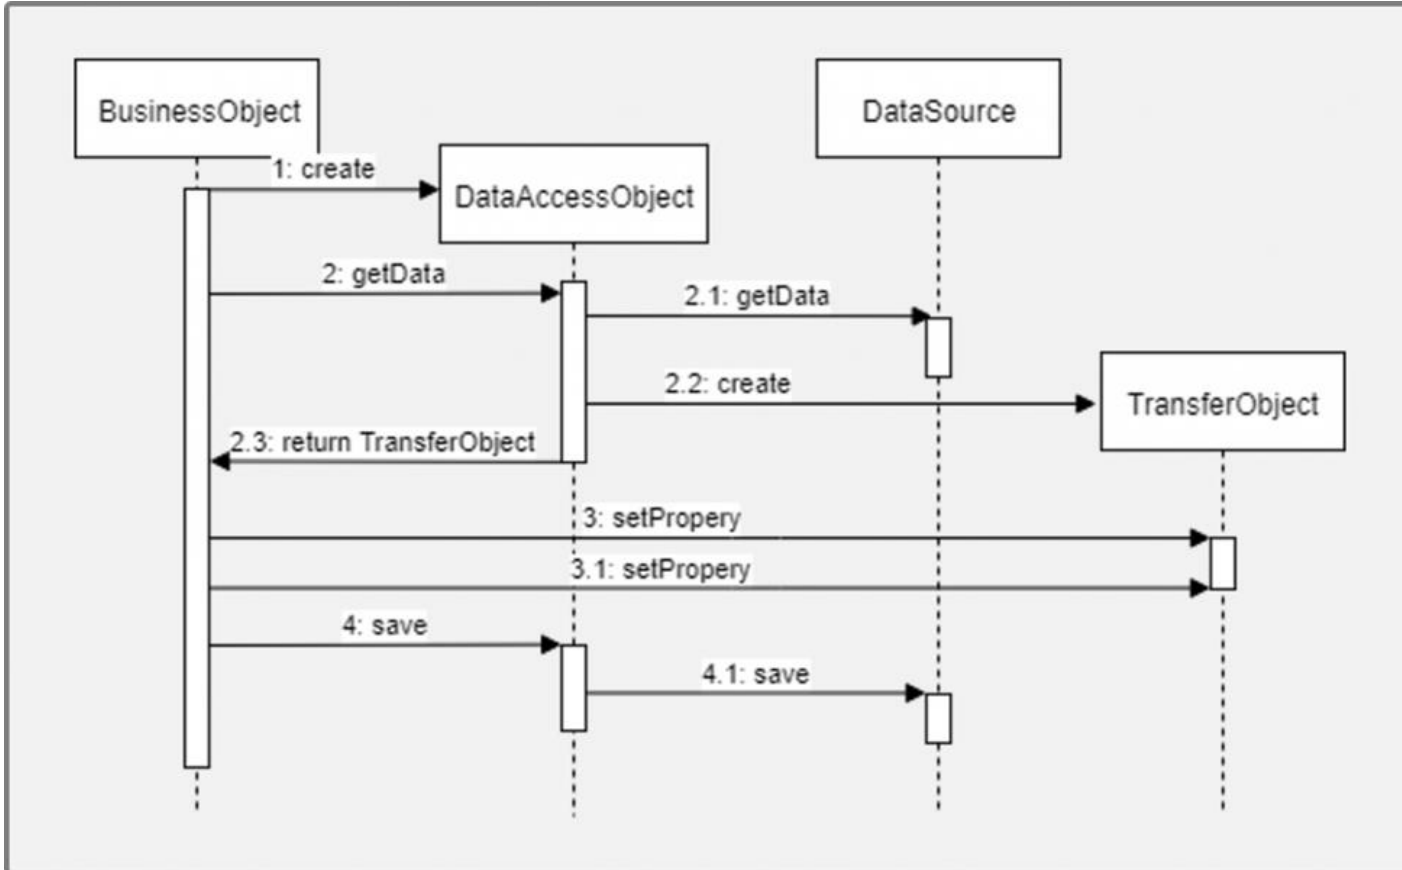 BusinessObject
DataSource
1: create
DataAccessObject
2: getData
2.1: getData
2.2: create
TransferObject
2.3: return TransferObject
3: setPropery
3.1: setPropery
4: save
4.1: save